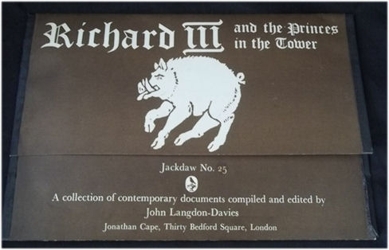 Richard III and the Princes
in the Tower
Jackdaw No. 25
A collection of contemporary documents compiled and edited by
John Langdon-Davies
Jonathan Cape, Thirty Bedford Square, London